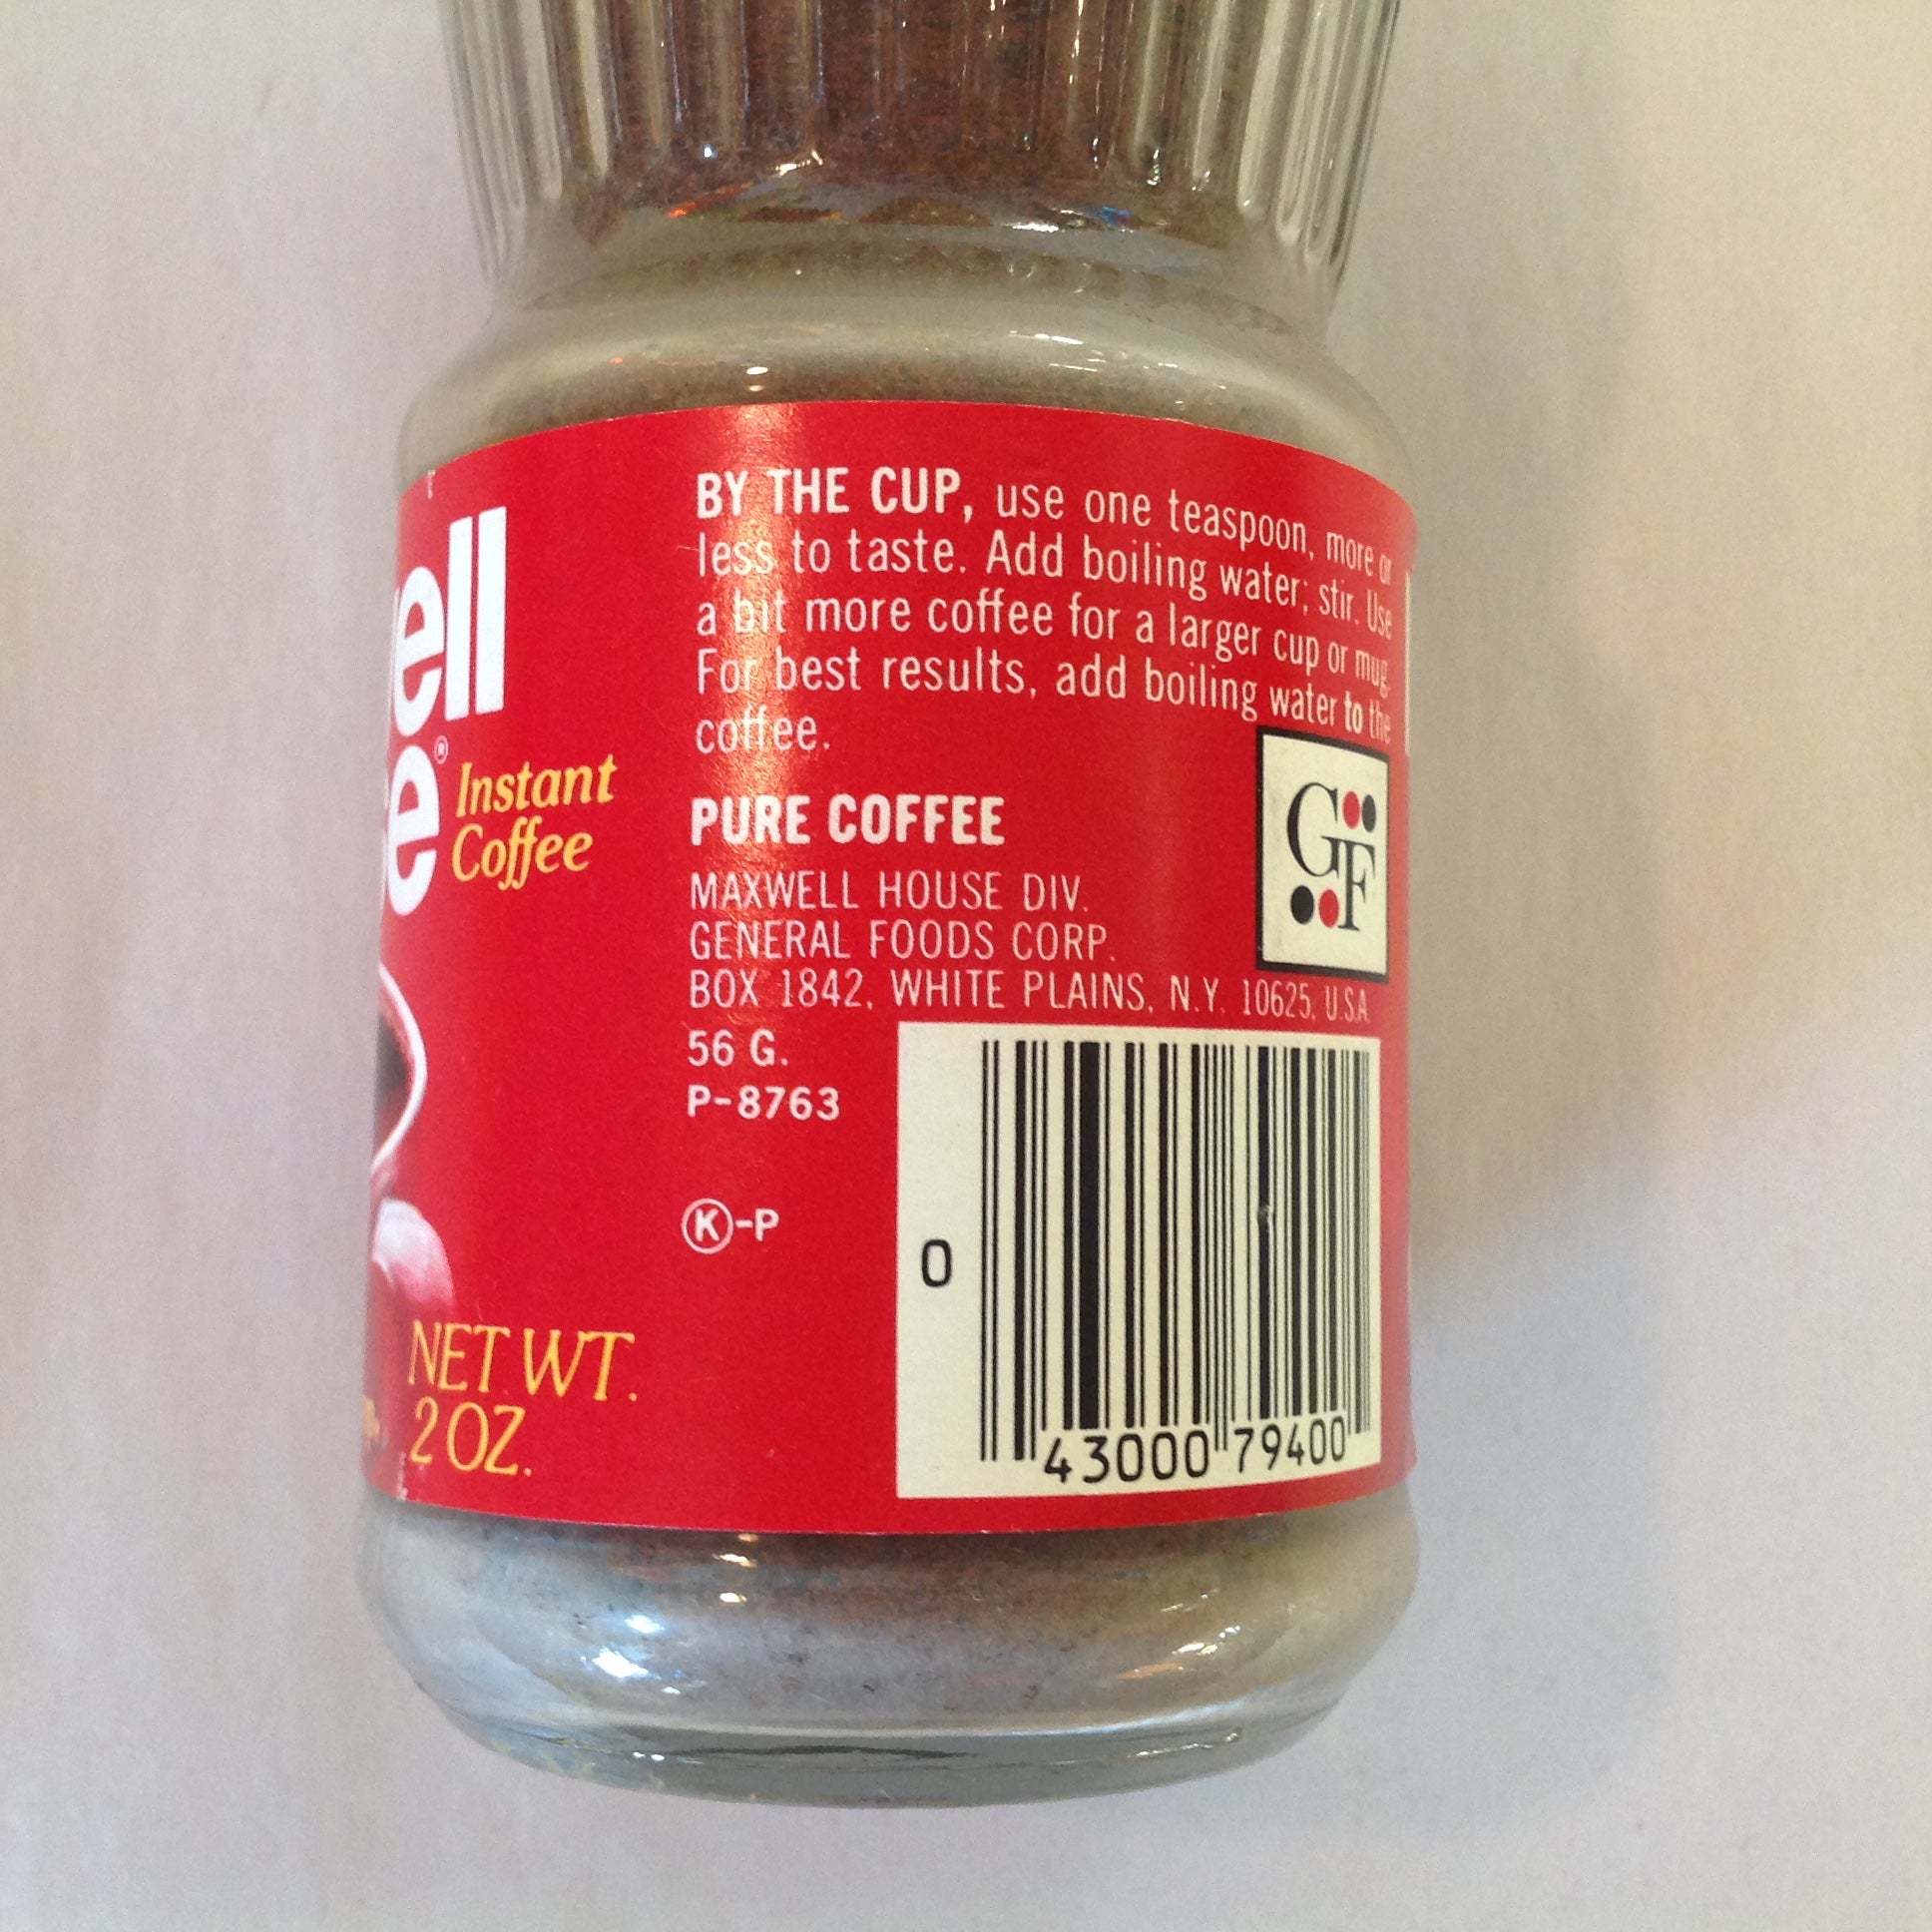 ell
e® Instant
Coffee
NET WT.
2 OZ.
BY THE CUP, use one teaspoon, more or
less to taste. Add boiling water; stir. Use
a bit more coffee for a larger cup or mug.
For best results, add boiling water to the
coffee.
PURE COFFEE
MAXWELL HOUSE DIV.
GENERAL FOODS CORP.
BOX 1842, WHITE PLAINS, N.Y. 10625, U.S.A.
GF
56 G.
P-8763
Ⓚ-P
0 43000 79400